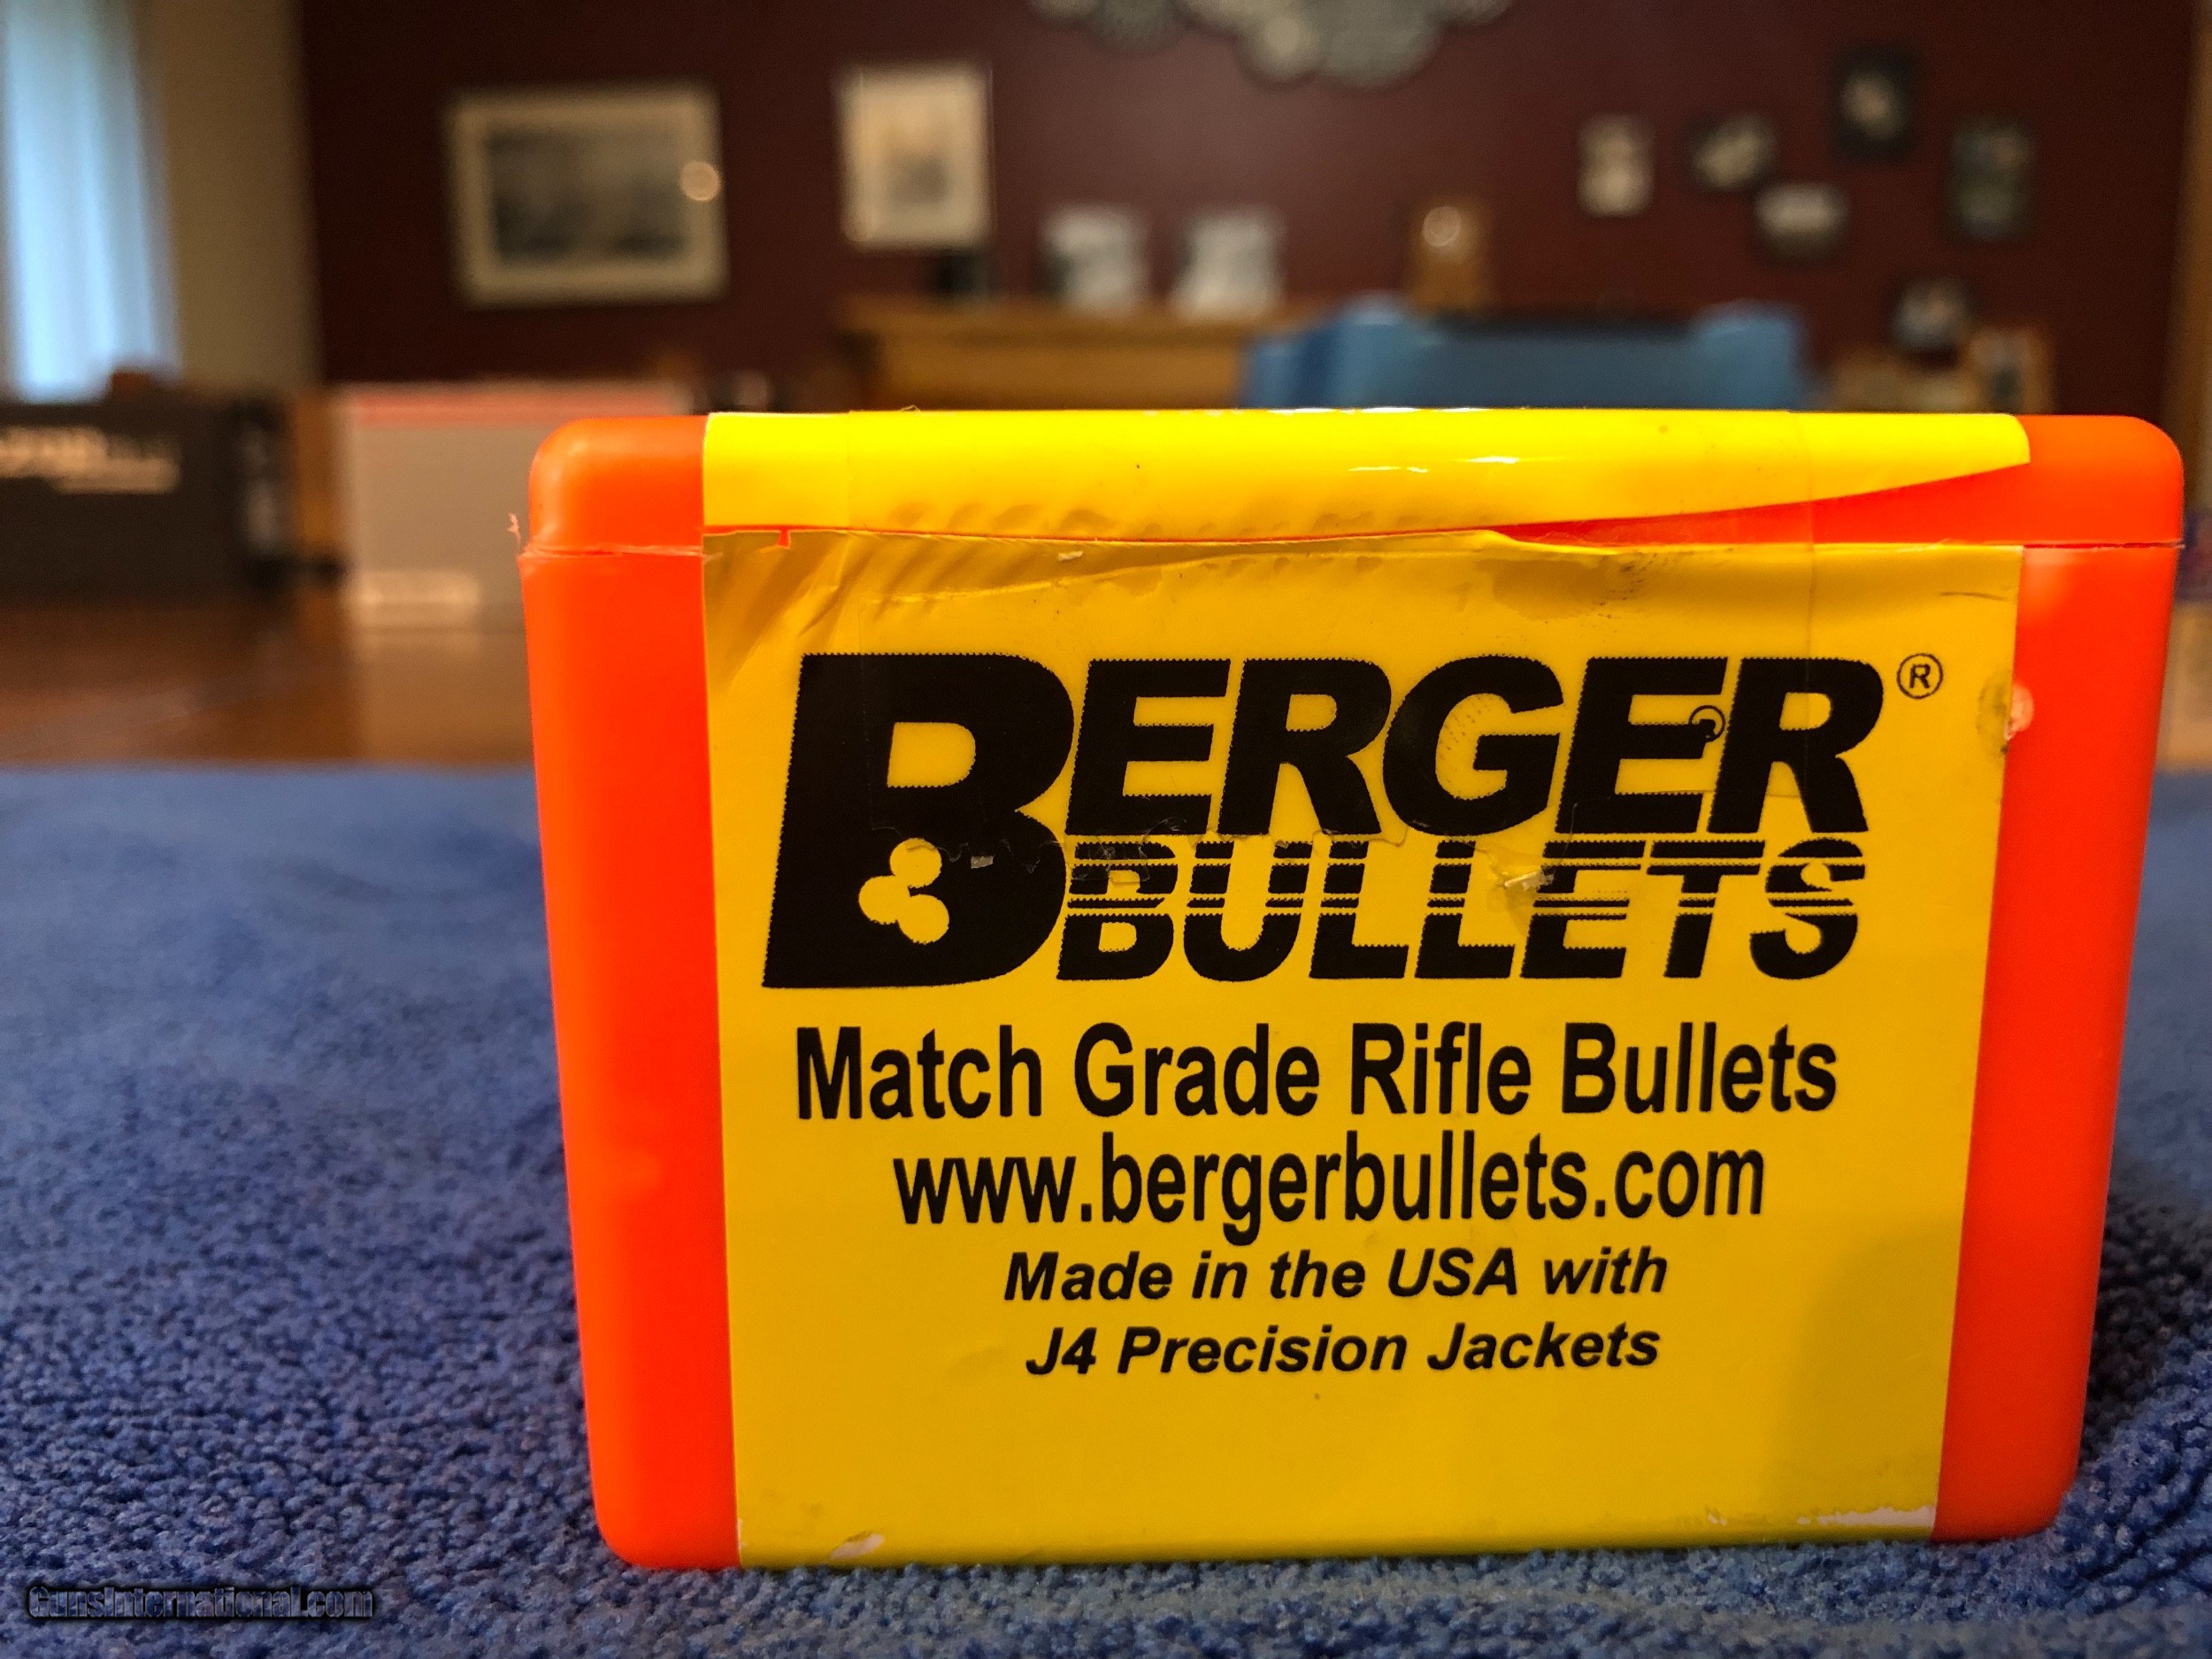 BERGER®
BULLETS
Match Grade Rifle Bullets
www.bergerbullets.com
Made in the USA with
J4 Precision Jackets
GunsInternational.com